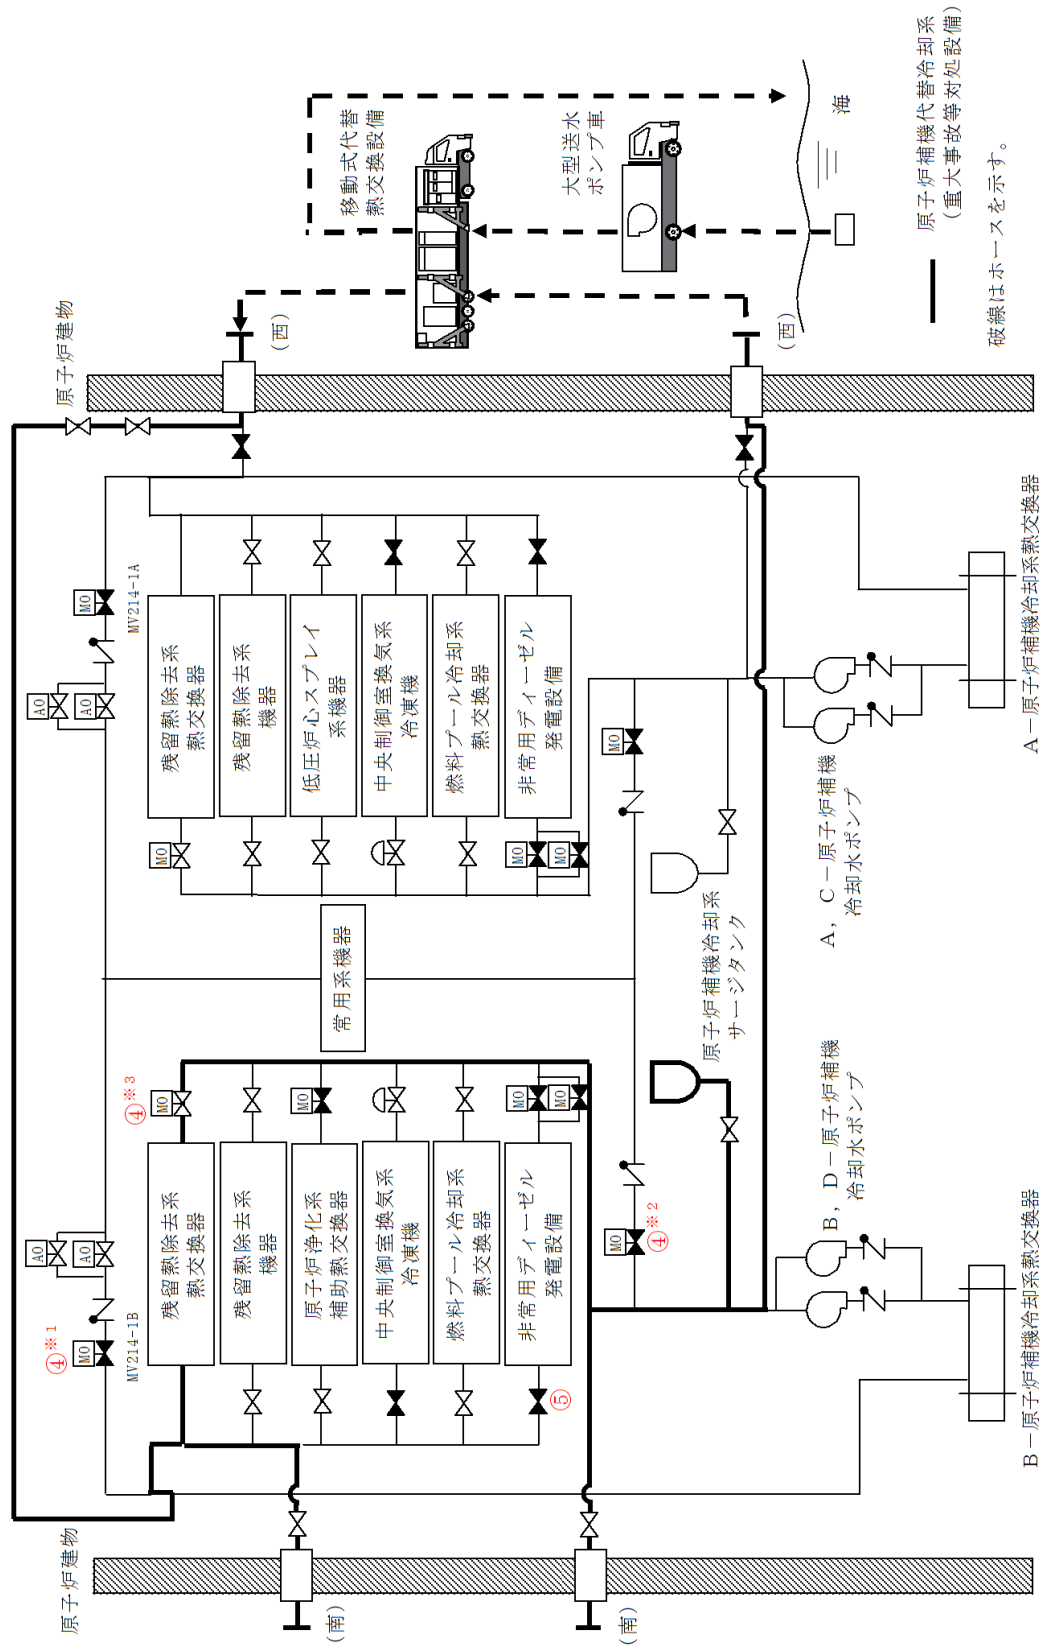 原子炉建物
原子炉建物
(南)
(南)
④※1
MO
MV214-1B
AO
AO
AO
AO
MO
MV214-1A
残留熱除去系
熱交換器
④※3
MO
残留熱除去系
機器
原子炉浄化系
補助熱交換器
MO
中央制御室換気系
冷凍機
燃料プール冷却系
熱交換器
非常用ディーゼル
発電設備
MO
MO
⑤
常用系機器
MO
残留熱除去系
熱交換器
残留熱除去系
機器
低圧炉心スプレイ
系機器
中央制御室換気系
冷凍機
燃料プール冷却系
熱交換器
MO
MO
非常用ディーゼル
発電設備
MO
④※2
MO
原子炉補機冷却系
サージタンク
B，D－原子炉補機
冷却水ポンプ
A，C－原子炉補機
冷却水ポンプ
B－原子炉補機冷却系熱交換器
A－原子炉補機冷却系熱交換器
(西)
(西)
移動式代替
熱交換設備
大型送水
ポンプ車
海
原子炉補機代替冷却系
(重大事故等対処設備)
破線はホースを示す。